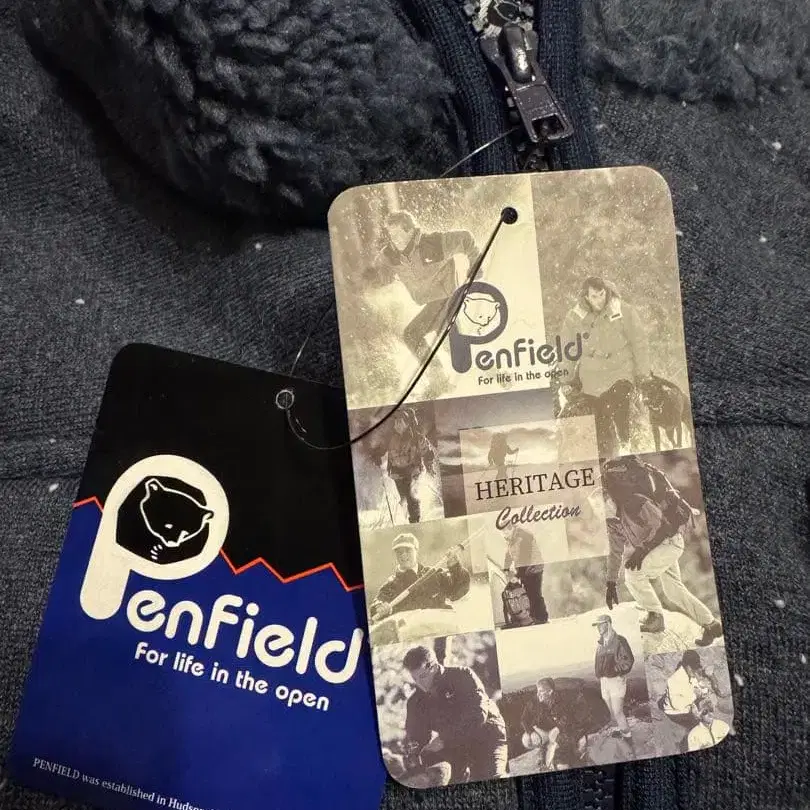 Penfield®
For life in the open
HERITAGE
Collection
Penfield
For life in the open
PENFIELD was established in